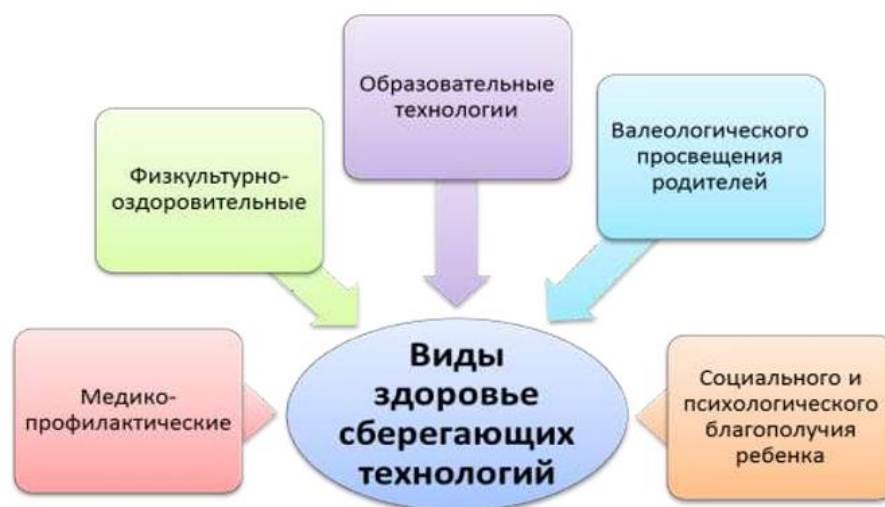 Образовательные
технологии
Валеологического
просвещения
родителей
Физкультурно-
оздоровительные
Виды
здоровье
сберегающих
технологий
Медико-
профилактические
Социального и
психологического
благополучия
ребенка